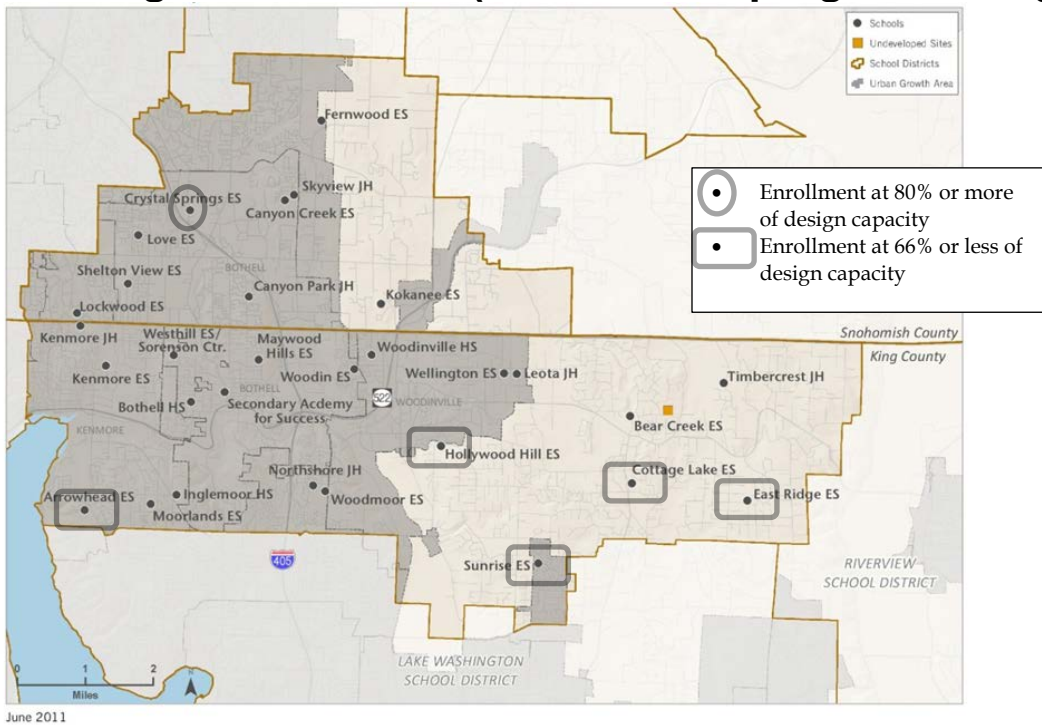 Schools
Undeveloped Sites
School Districts
Urban Growth Area
Fernwood ES
Enrollment at 80% or more
of design capacity
Enrollment at 66% or less of
design capacity
Skyview JH
Crystal Springs ES
Canyon Creek ES
Love ES
BOTHELL
Shelton View ES
Canyon Park JH
Kokanee ES
Lockwood ES
Snohomish County
King County
Kenmore JH
Westhill ES/
Sorenson Ctr.
Maywood
Hills ES
Woodinville HS
Kenmore ES
Woodin ES
Wellington ES
Leota JH
Timbercrest JH
BOTHELL
522
WOODINVILLE
Bothell HS
Secondary Acdemy
for Success
Bear Creek ES
KENMORE
Hollywood Hill ES
Northshore JH
Cottage Lake ES
Arrowhead ES
Inglemoor HS
Woodmoor ES
East Ridge ES
Moorlands ES
405
Sunrise ES
RIVERVIEW
SCHOOL DISTRICT
LAKE WASHINGTON
SCHOOL DISTRICT
0 1 2
Miles
N
June 2011